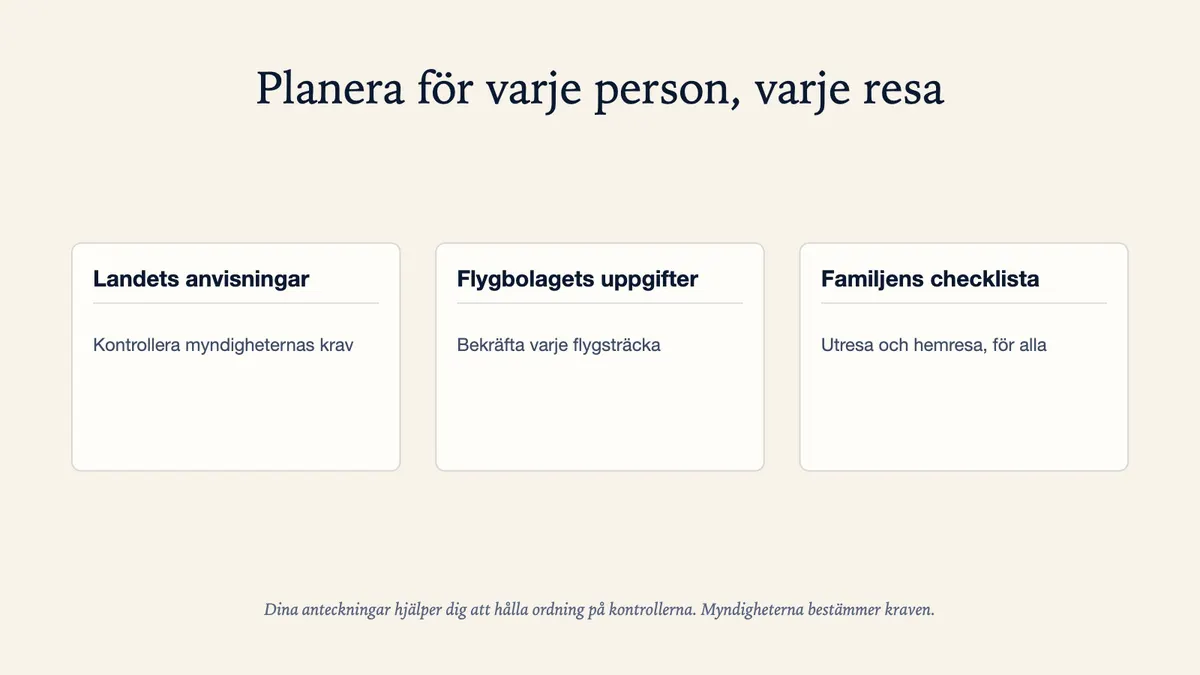 Planera för varje person, varje resa
Landets anvisningar
Kontrollera myndigheternas krav
Flygbolagets uppgifter
Bekräfta varje flygsträcka
Familjens checklista
Utresa och hemresa, för alla
Dina anteckningar hjälper dig att hålla ordning på kontrollerna. Myndigheterna bestämmer kraven.